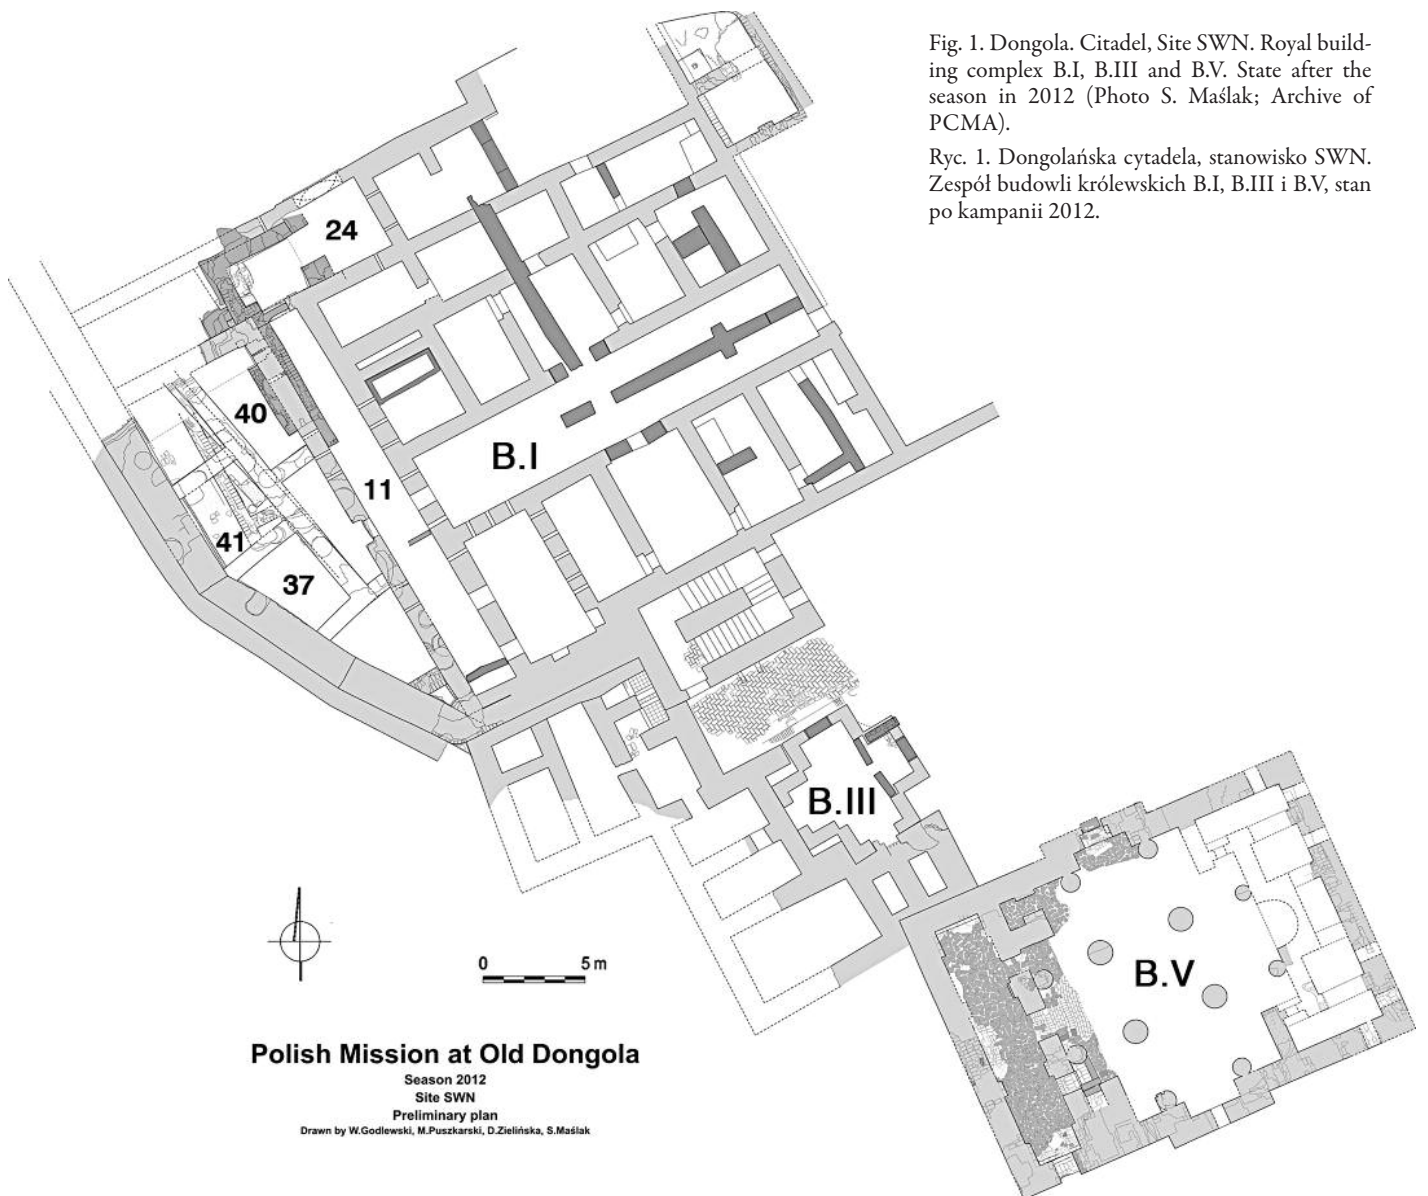 Fig. 1. Dongola. Citadel, Site SWN. Royal build-
ing complex B.I, B.III and B.V. State after the
season in 2012 (Photo S. Maślak; Archive of
PCMA).
Ryc. 1. Dongolańska cytadela, stanowisko SWN.
Zespół budowli królewskich B.I, B.III i B.V, stan
po kampanii 2012.
24
40
B.I
11
41
37
B.III
B.V
0 5 m
Polish Mission at Old Dongola
Season 2012
Site SWN
Preliminary plan
Drawn by W.Godlewski, M.Puszkarski, D.Zielińska, S.Maślak